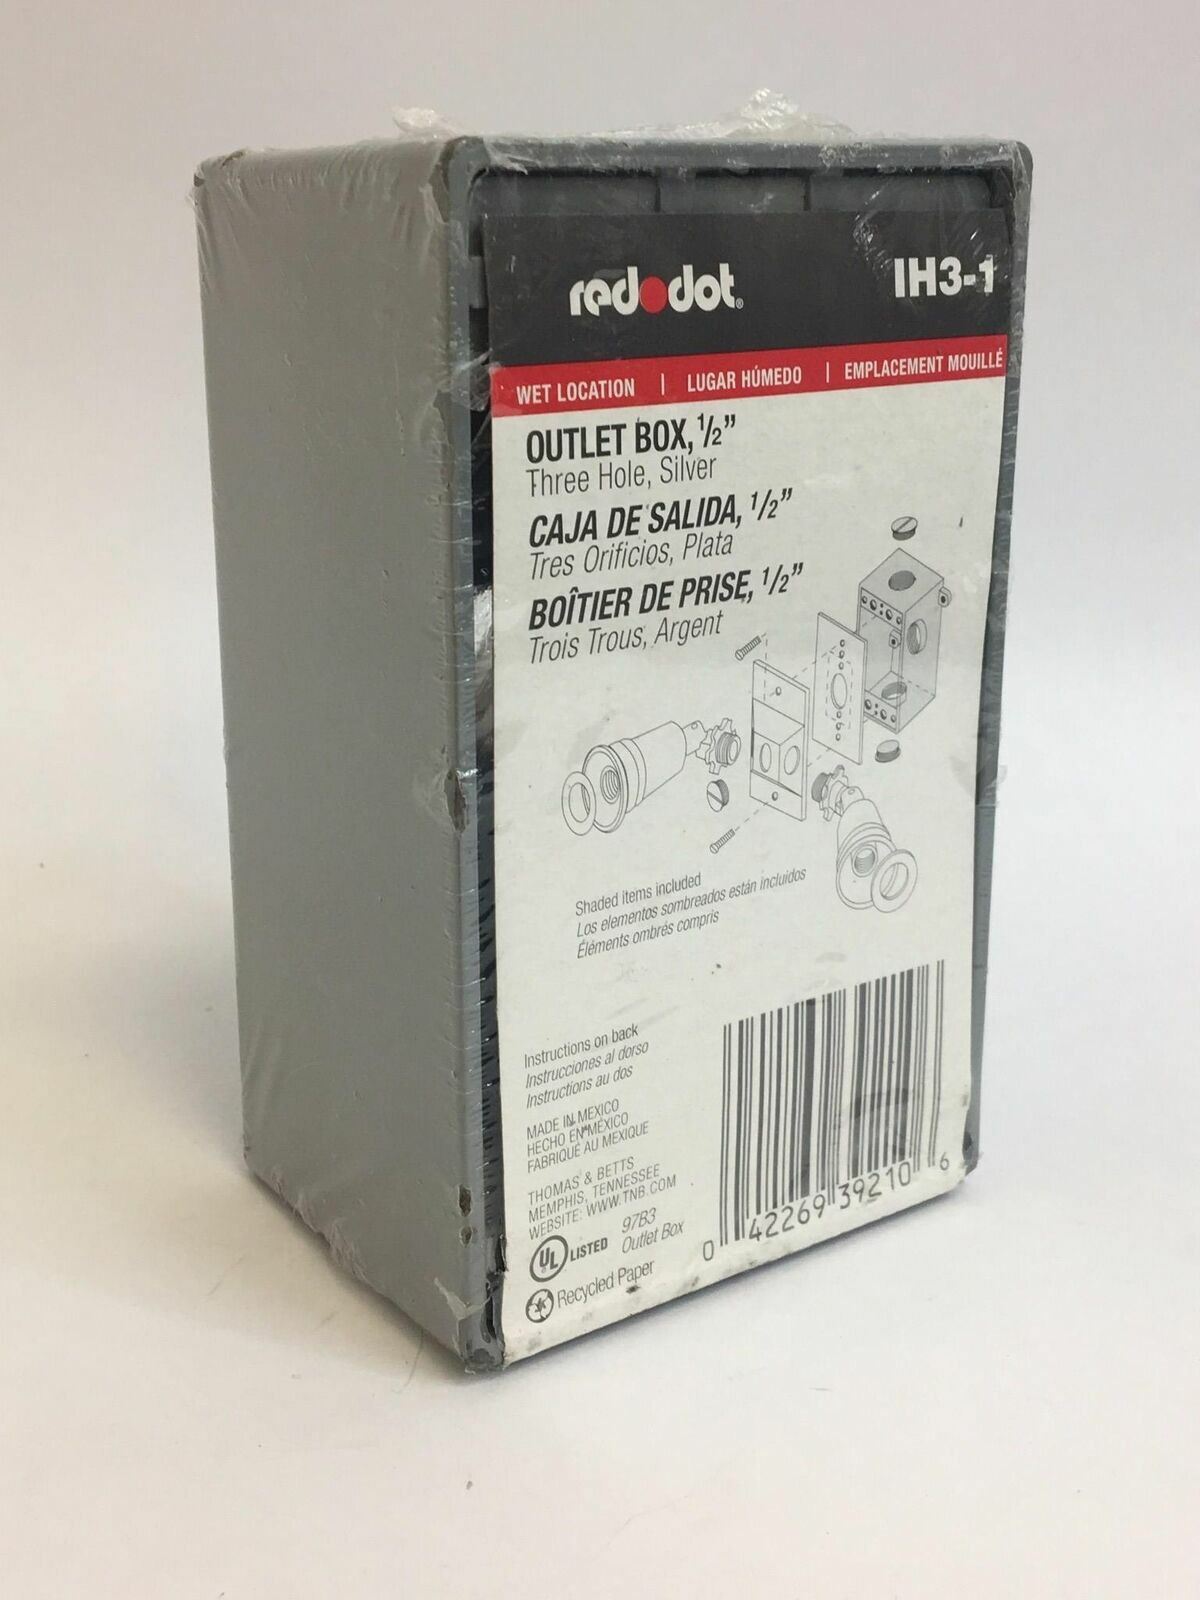 red dot®
IH3-1
WET LOCATION | LUGAR HÚMEDO | EMPLACEMENT MOUILLÉ
OUTLET BOX, 1/2"
Three Hole, Silver
CAJA DE SALIDA, 1/2"
Tres Orificios, Plata
BOÎTIER DE PRISE, 1/2"
Trois Trous, Argent
Shaded items included
Los elementos sombreados están incluidos
Éléments ombrés compris
Instructions on back
Instrucciones al dorso
Instructions au dos
MADE IN MEXICO
HECHO EN MÉXICO
FABRIQUÉ AU MEXIQUE
THOMAS & BETTS
MEMPHIS, TENNESSEE
WEBSITE: WWW.TNB.COM
UL LISTED
97B3
Outlet Box
Recycled Paper
0 42269 39210 6